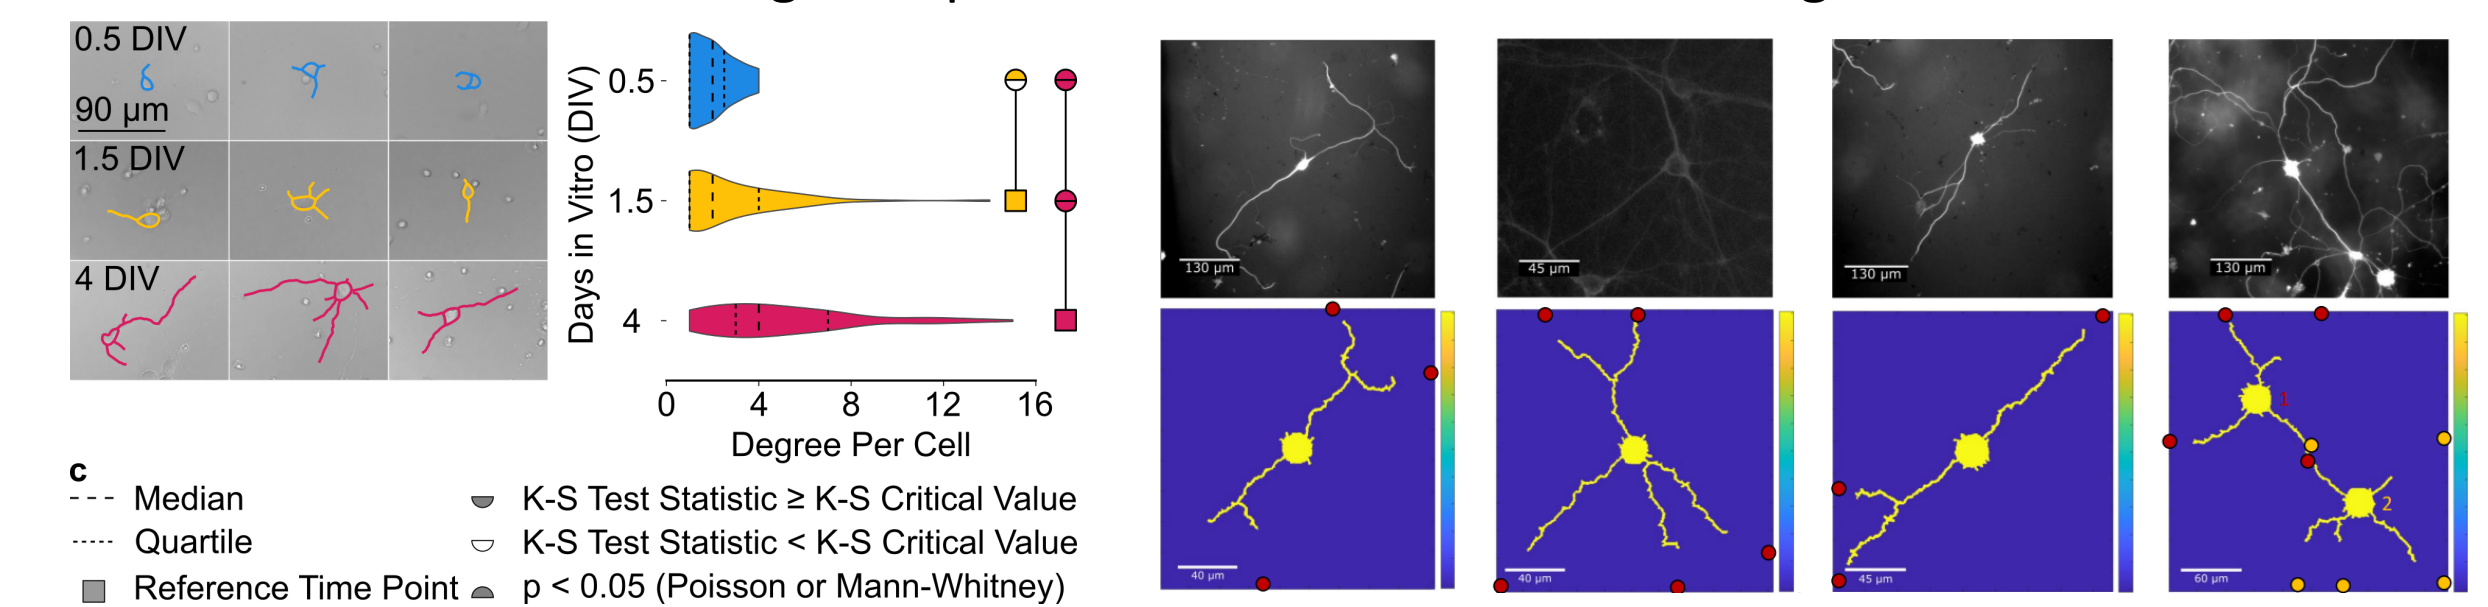 0.5 DIV
90 µm
1.5 DIV
4 DIV
Days in Vitro (DIV)
0.5
1.5
4
0 4 8 12 16
Degree Per Cell
c
Median
Quartile
Reference Time Point
K-S Test Statistic ≥ K-S Critical Value
K-S Test Statistic < K-S Critical Value
p < 0.05 (Poisson or Mann-Whitney)
130 µm
45 µm
130 µm
130 µm
40 µm
40 µm
45 µm
1
2
60 µm